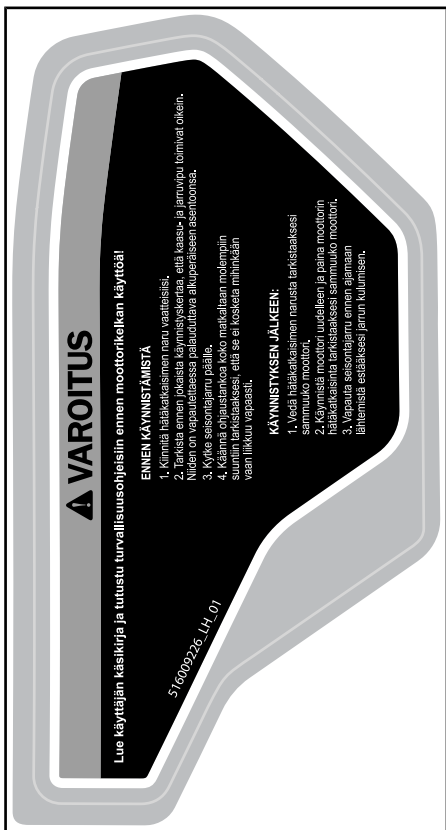 ⚠ VAROITUS
Lue käyttäjän käsikirja ja tutustu turvallisuusohjeisiin ennen moottorikelkan käyttöä!
ENNEN KÄYNNISTÄMISTÄ
1. Kiinnitä hätäkatkaisimen naru vaatteisiisi.
2. Tarkista ennen jokaista käynnistyskertaa, että kaasu- ja jarruvipu toimivat oikein.
Niiden on vapautettaessa palauduttava alkuperäiseen asentoonsa.
3. Kytke seisontajarru päälle.
4. Käännä ohjaustankoa koko matkaltaan molempiin
suuntiin tarkistaaksesi, että se ei kosketa mihinkään
vaan liikkuu vapaasti.
KÄYNNISTYKSEN JÄLKEEN:
1. Vedä hätäkatkaisimen narusta tarkistaaksesi
sammuuko moottori.
2. Käynnistä moottori uudelleen ja paina moottorin
hätäkatkaisinta tarkistaaksesi sammuuko moottori.
3. Vapauta seisontajarru ennen ajamaan
lähtemistä estääksesi jarrun kulumisen.
516009226_LH_01